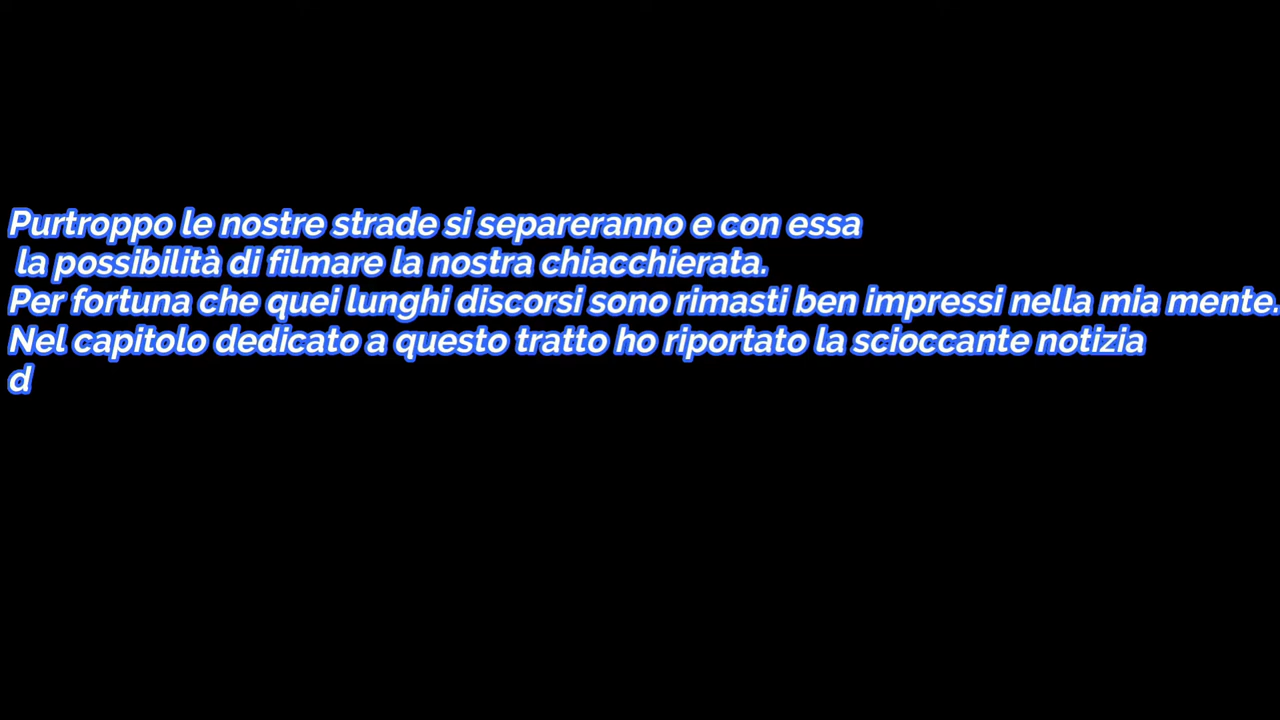 Purtroppo le nostre strade si separeranno e con essa
la possibilità di filmare la nostra chiacchierata.
Per fortuna che quei lunghi discorsi sono rimasti ben impressi nella mia mente.
Nel capitolo dedicato a questo tratto ho riportato la scioccante notizia
d